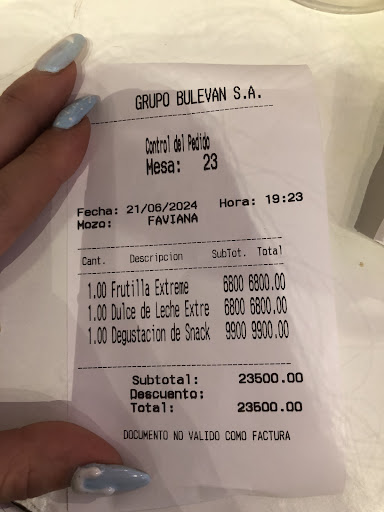 GRUPO BULEVAN S.A.
Control del Pedido
Mesa: 23
Fecha: 21/06/2024 Hora: 19:23
Mozo: FAVIANA
Cant. Descripcion SubTot. Total
1.00 Frutilla Extreme 6800 6800.00
1.00 Dulce de Leche Extre 6800 6800.00
1.00 Degustacion de Snack 9900 9900.00
Subtotal: 23500.00
Descuento:
Total: 23500.00
DOCUMENTO NO VALIDO COMO FACTURA